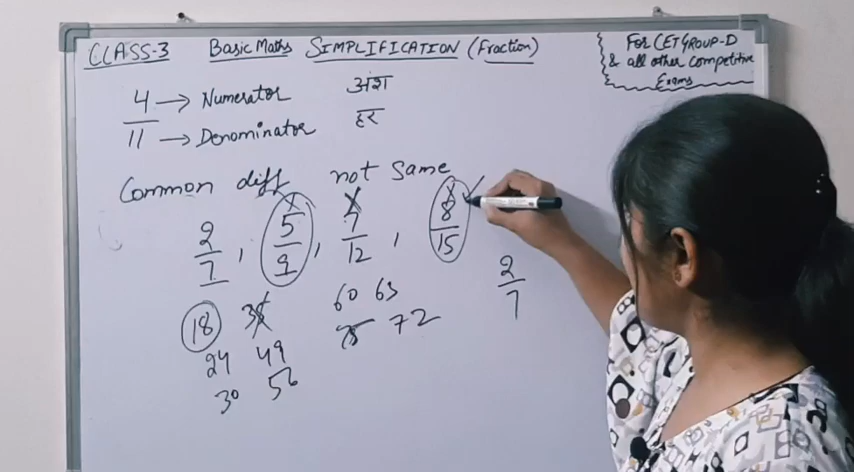 CLASS-3 Basic Maths SIMPLIFICATION (Fraction)
For CET GROUP-D
& all other competitive
Exams
4 → Numerator अंश
11 → Denominator हर
Common diff not same
2/7, 5/9, 7/12, 8/15
2/7
18 60 63
24 49 72
30 56